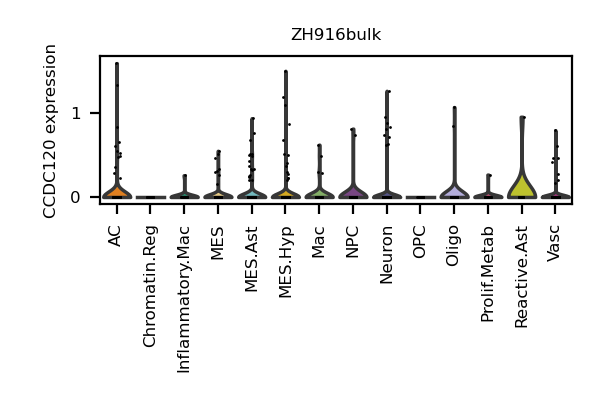 ZH916bulk
CCDC120 expression
1
0
AC
Chromatin.Reg
Inflammatory.Mac
MES
MES.Ast
MES.Hyp
Mac
NPC
Neuron
OPC
Oligo
Prolif.Metab
Reactive.Ast
Vasc